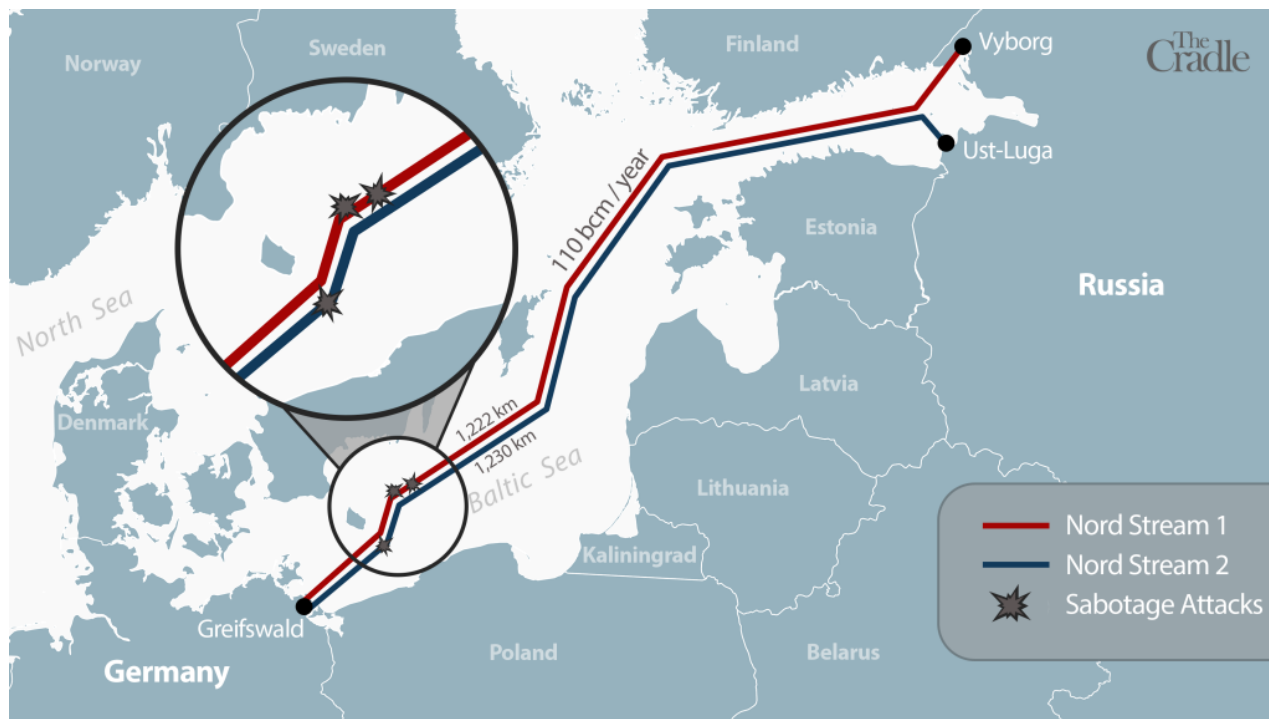 Norway
Sweden
Finland
Vyborg
The
Cradle
Ust-Luga
110 bcm / year
Estonia
Russia
North Sea
Latvia
Denmark
1,222 km
1,230 km
Baltic Sea
Lithuania
Kaliningrad
Nord Stream 1
Nord Stream 2
Sabotage Attacks
Greifswald
Germany
Poland
Belarus